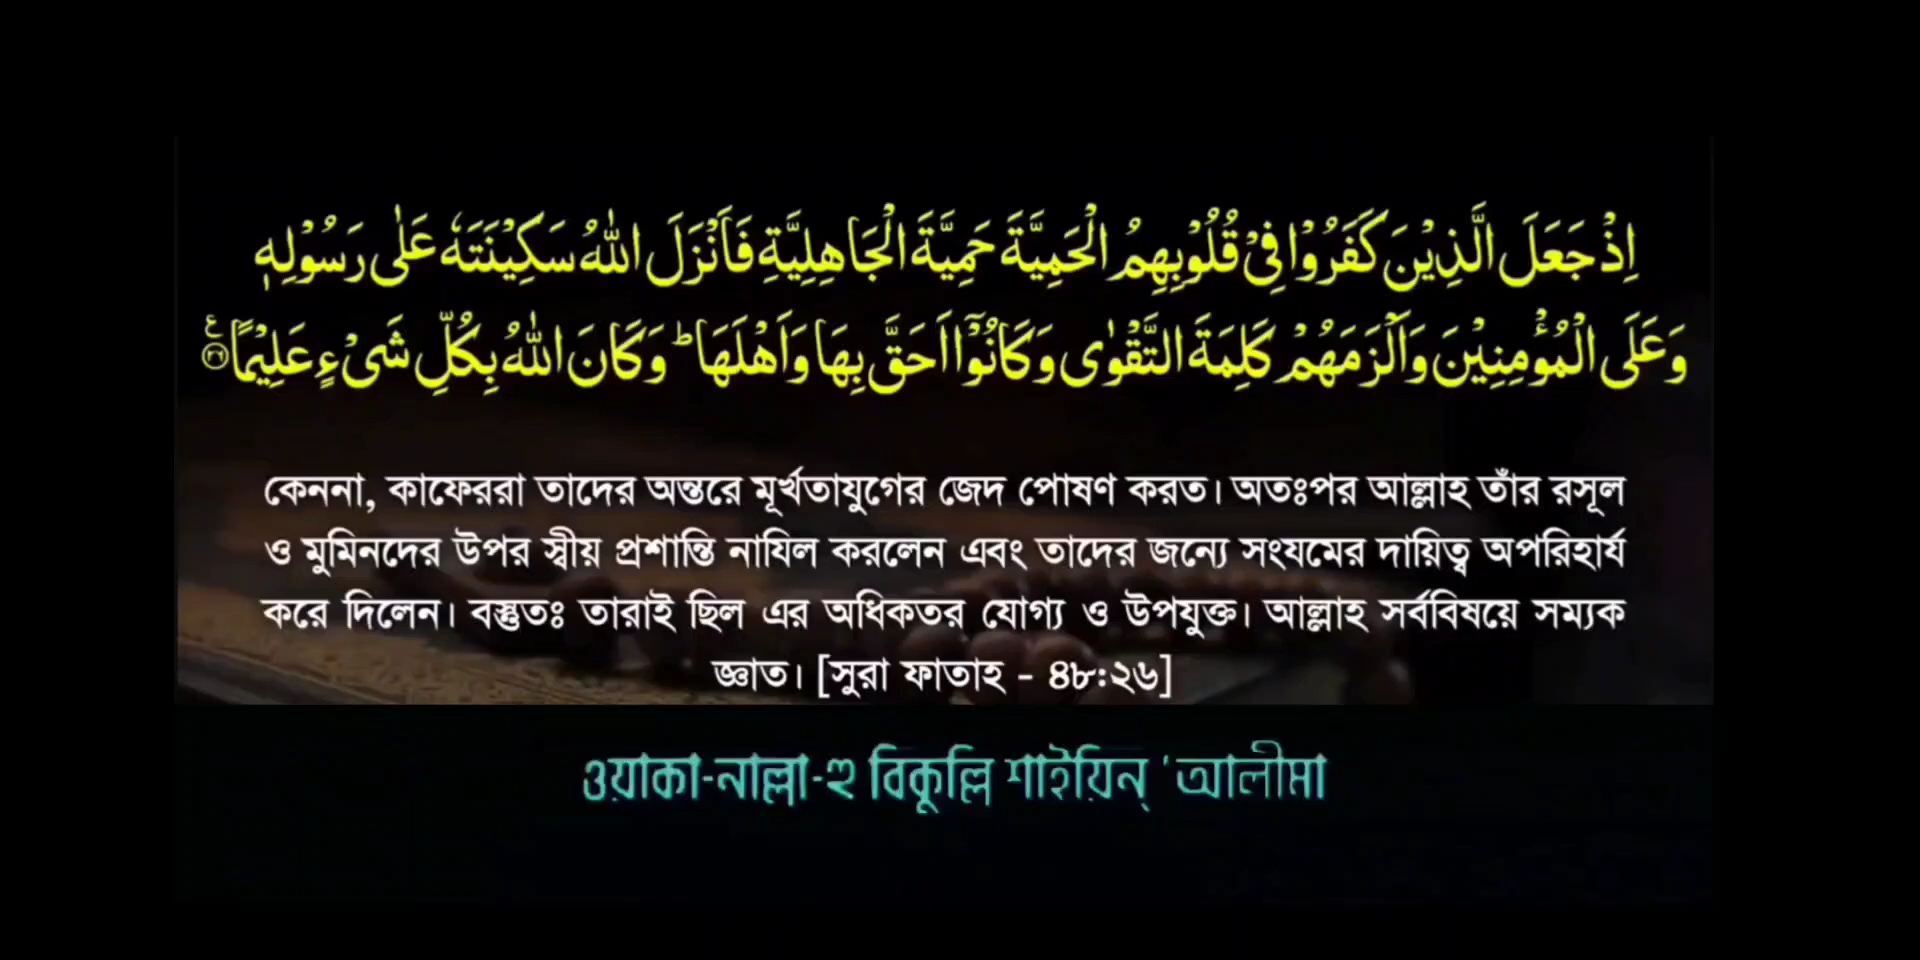 اِذْ جَعَلَ الَّذِيْنَ كَفَرُوْا فِيْ قُلُوْبِهِمُ الْحَمِيَّةَ حَمِيَّةَ الْجَاهِلِيَّةِ فَاَنْزَلَ اللّٰهُ سَكِيْنَتَهٗ عَلٰى رَسُوْلِهٖ
وَعَلَى الْمُؤْمِنِيْنَ وَاَلْزَمَهُمْ كَلِمَةَ التَّقْوٰى وَكَانُوْٓا اَحَقَّ بِهَا وَاَهْلَهَا ؕ وَكَانَ اللّٰهُ بِكُلِّ شَيْءٍ عَلِيْمًا ۧ۝۲۶
কেননা, কাফেররা তাদের অন্তরে মূর্খতাযুগের জেদ পোষণ করত। অতঃপর আল্লাহ তাঁর রসূল
ও মুমিনদের উপর স্বীয় প্রশান্তি নাযিল করলেন এবং তাদের জন্যে সংযমের দায়িত্ব অপরিহার্য
করে দিলেন। বস্তুতঃ তারাই ছিল এর অধিকতর যোগ্য ও উপযুক্ত। আল্লাহ সর্ববিষয়ে সম্যক
জ্ঞাত। [সুরা ফাতাহ - ৪৮:২৬]
ওয়াকা-নাল্লা-হু বিকুল্লি শাইয়িন্ ‘আলীমা